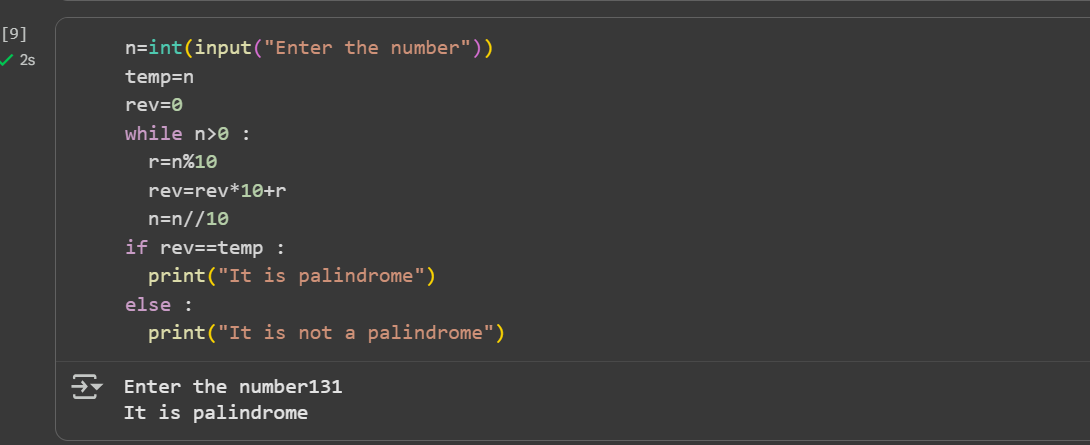 [9]
2s
n=int(input("Enter the number"))
temp=n
rev=0
while n>0 :
  r=n%10
  rev=rev*10+r
  n=n//10
if rev==temp :
  print("It is palindrome")
else :
  print("It is not a palindrome")
Enter the number131
It is palindrome